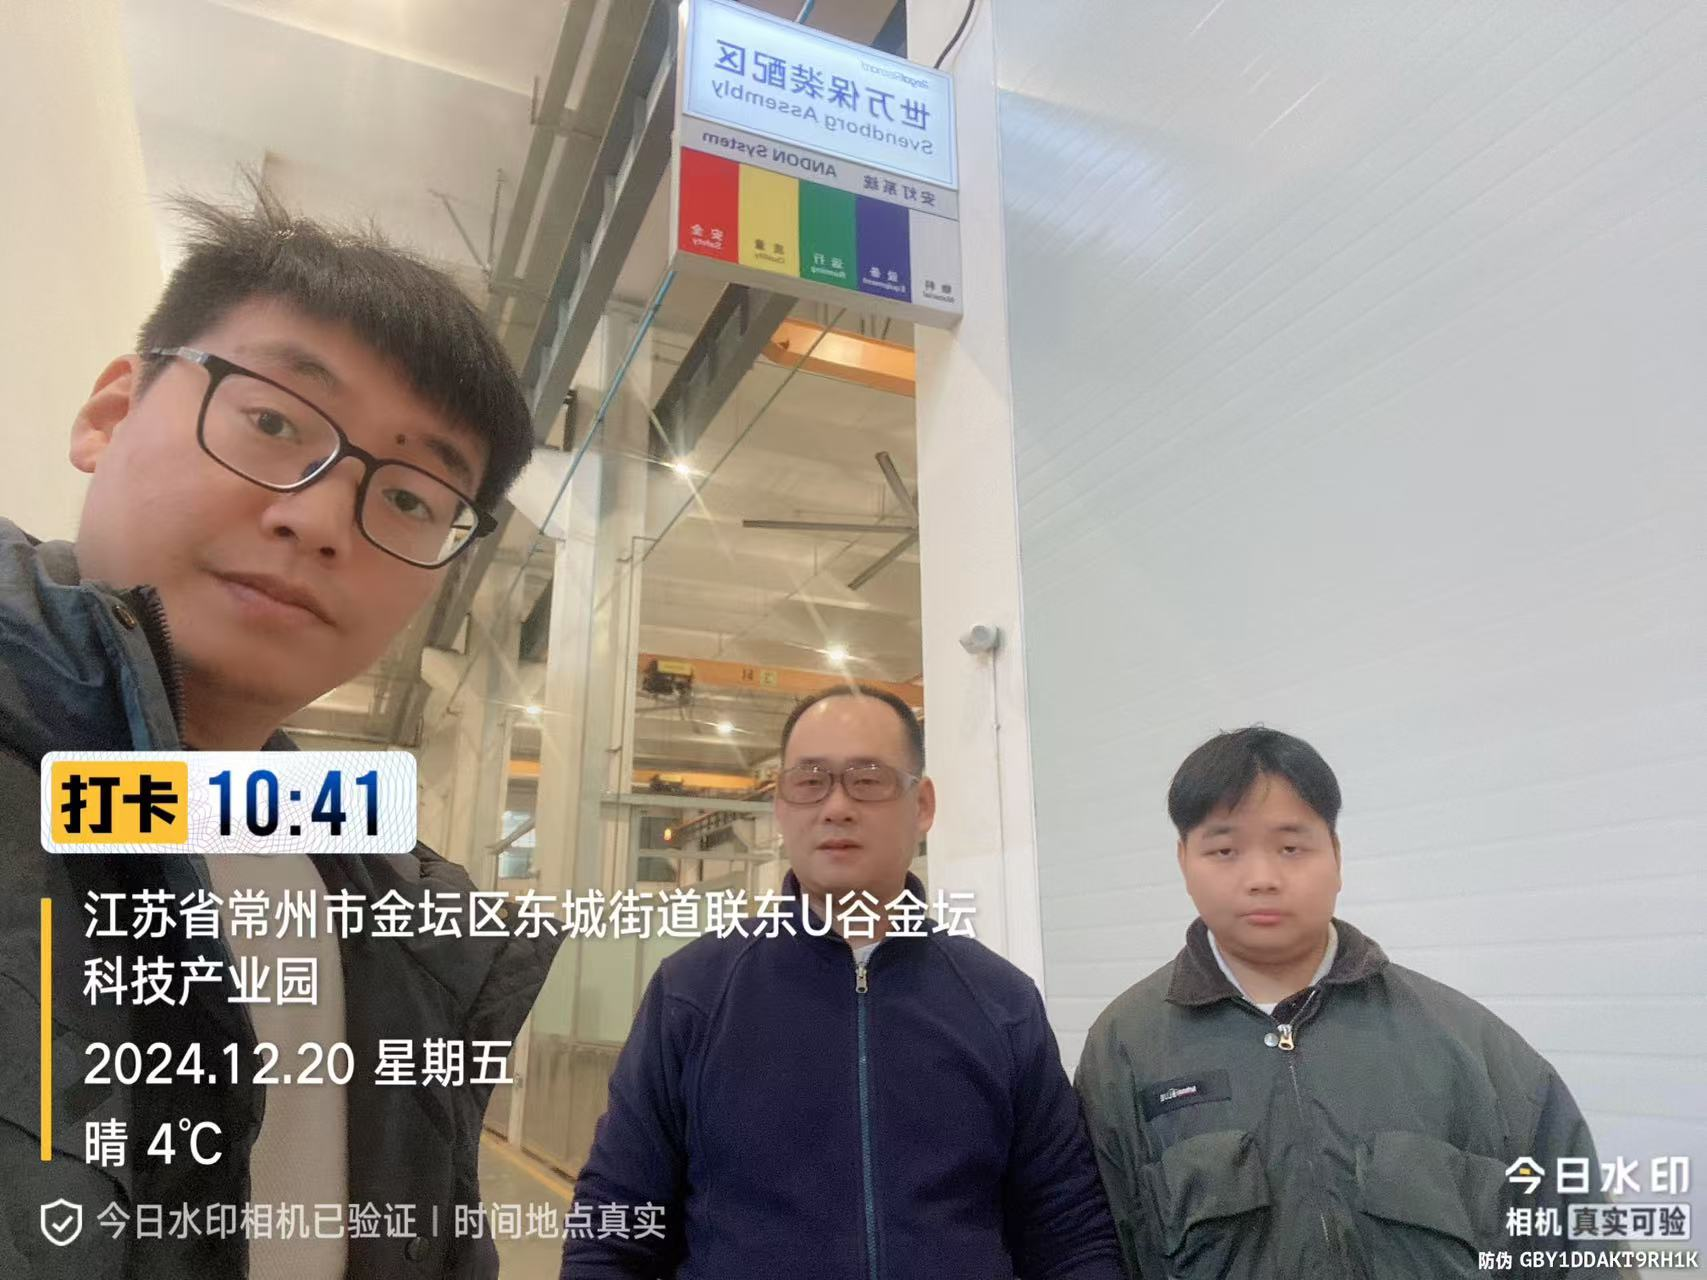 RegalRexnord
世万保装配区
Svendborg Assembly
安灯系统 ANDON System
物料 设备 运行 质量 安全
Material Equipment Running Quality Safety
打卡 10:41
江苏省常州市金坛区东城街道联东U谷金坛
科技产业园
2024.12.20 星期五
晴 4℃
今日水印相机已验证 | 时间地点真实
今日水印
相机 真实可验
防伪 GBY1DDAKT9RH1K